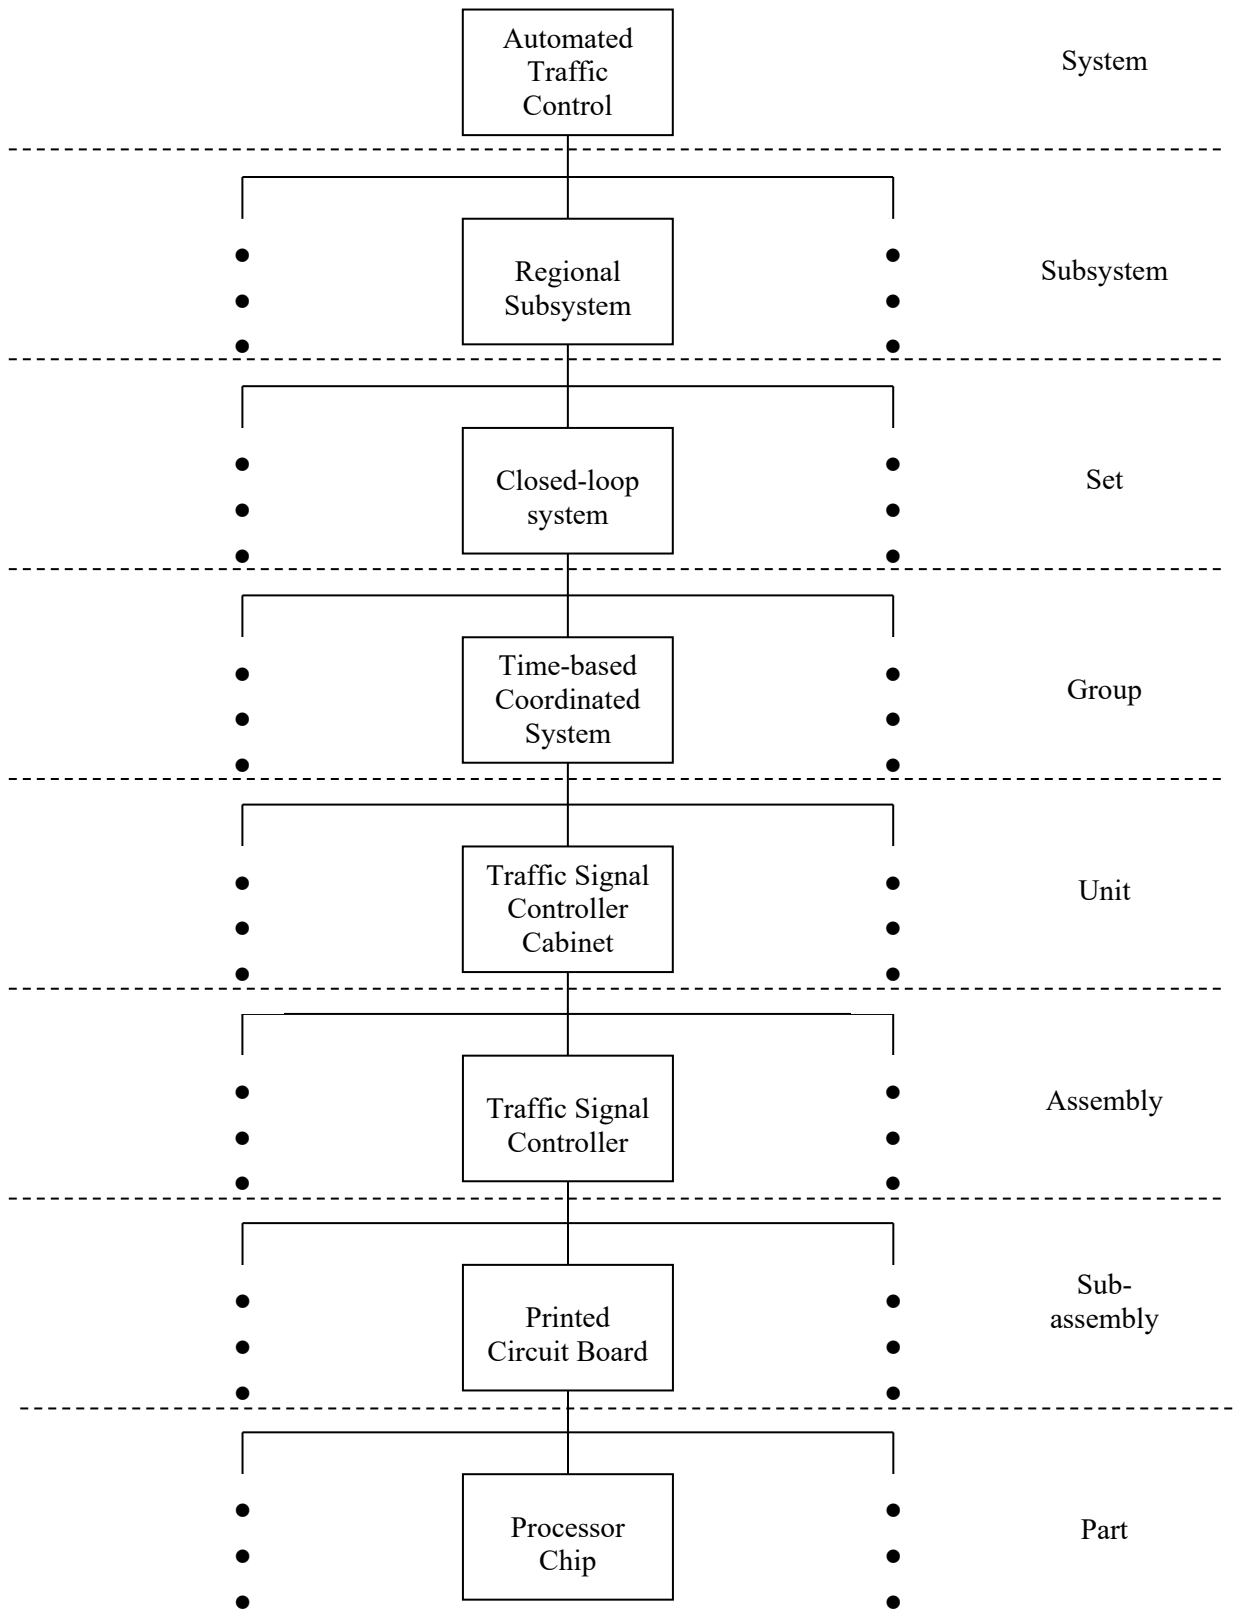 Automated
Traffic
Control
System
Regional
Subsystem
Subsystem
Closed-loop
system
Set
Time-based
Coordinated
System
Group
Traffic Signal
Controller
Cabinet
Unit
Traffic Signal
Controller
Assembly
Printed
Circuit Board
Sub-
assembly
Processor
Chip
Part